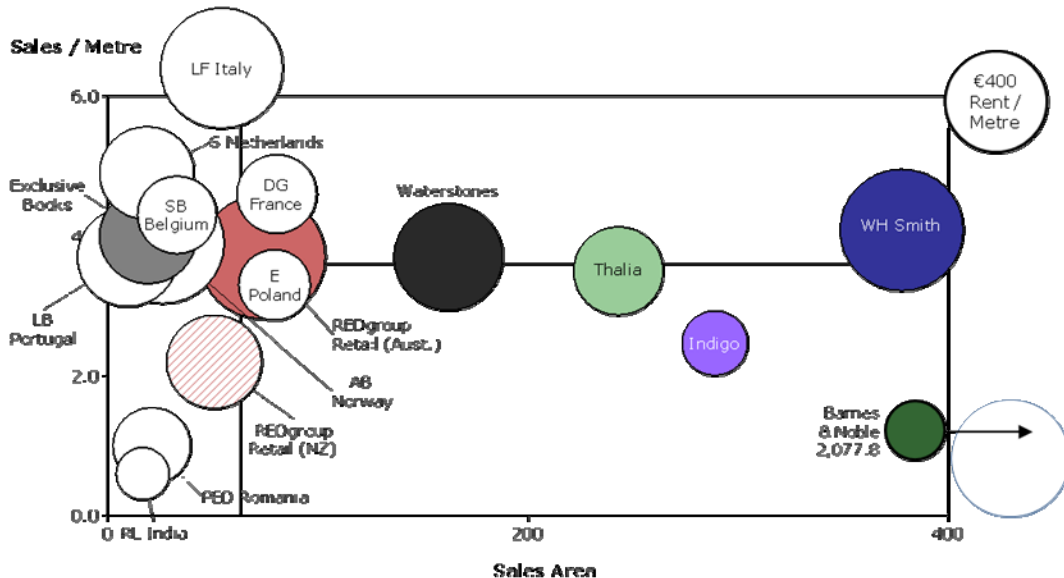 Sales / Metre
LF Italy
€400
Rent /
Metre
6.0
S Netherlands
Exclusive
Books
SB
Belgium
DG
France
Waterstones
WH Smith
4
Thalia
E
Poland
LB
Portugal
REDgroup
Retail (Aust.)
Indigo
AB
Norway
2.0
REDgroup
Retail (NZ)
Barnes
& Noble
2,077.8
PED Romania
0.0
0
RL India
200
400
Sales Area